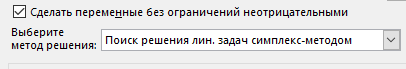 Сделать переменные без ограничений неотрицательными
Выберите
метод решения:
Поиск решения лин. задач симплекс-методом